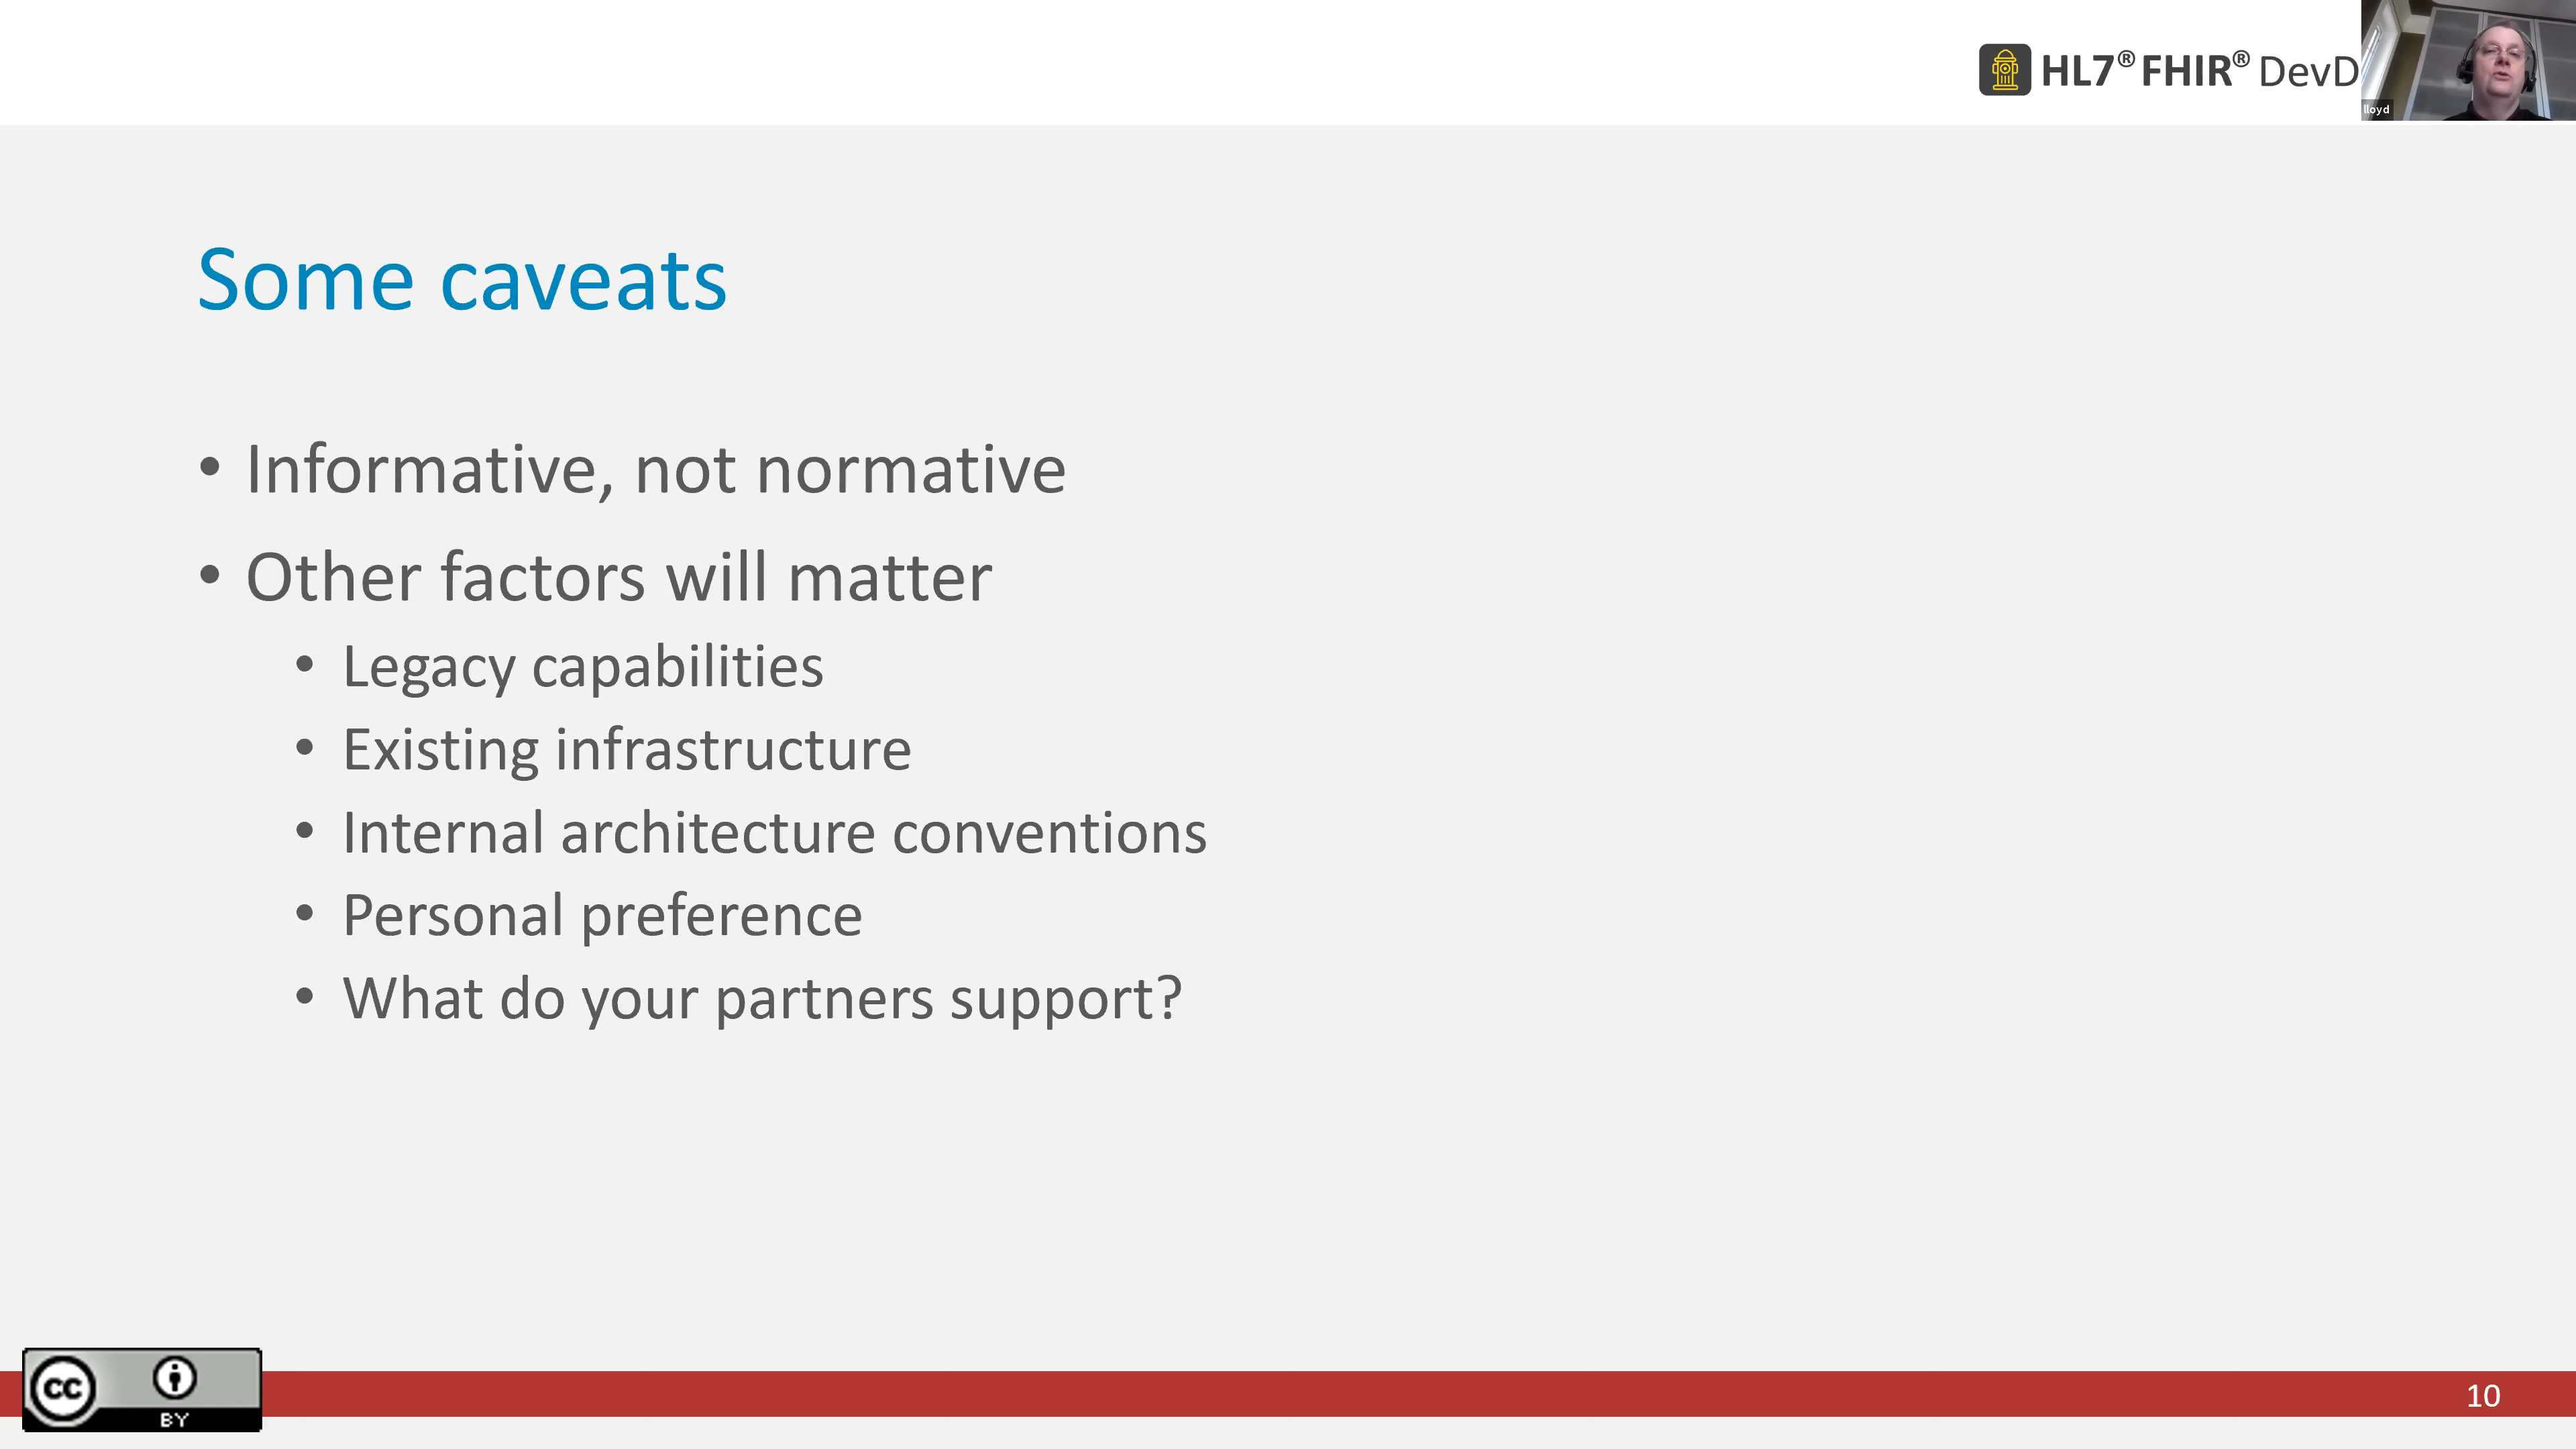 HL7® FHIR® DevD
lloyd
Some caveats
• Informative, not normative
• Other factors will matter
• Legacy capabilities
• Existing infrastructure
• Internal architecture conventions
• Personal preference
• What do your partners support?
cc
BY
10